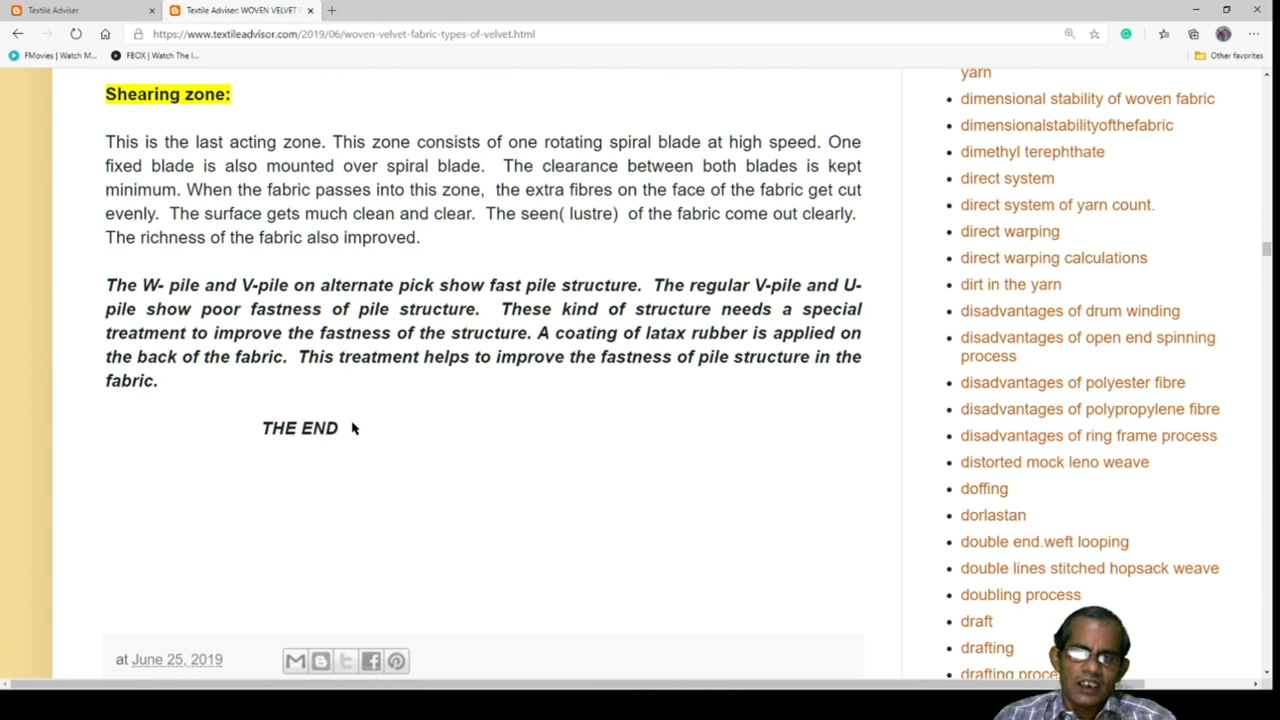 Textile Adviser
Textile Adviser: WOVEN VELVET
https://www.textileadvisor.com/2019/06/woven-velvet-fabric-types-of-velvet.html
FMovies | Watch M...
FBOX | Watch The I...
Other favorites
Shearing zone:
This is the last acting zone. This zone consists of one rotating spiral blade at high speed. One
fixed blade is also mounted over spiral blade. The clearance between both blades is kept
minimum. When the fabric passes into this zone, the extra fibres on the face of the fabric get cut
evenly. The surface gets much clean and clear. The seen( lustre) of the fabric come out clearly.
The richness of the fabric also improved.
The W- pile and V-pile on alternate pick show fast pile structure. The regular V-pile and U-
pile show poor fastness of pile structure. These kind of structure needs a special
treatment to improve the fastness of the structure. A coating of latax rubber is applied on
the back of the fabric. This treatment helps to improve the fastness of pile structure in the
fabric.
THE END
at June 25, 2019
yarn
dimensional stability of woven fabric
dimensionalstabilityofthefabric
dimethyl terephthate
direct system
direct system of yarn count.
direct warping
direct warping calculations
dirt in the yarn
disadvantages of drum winding
disadvantages of open end spinning
process
disadvantages of polyester fibre
disadvantages of polypropylene fibre
disadvantages of ring frame process
distorted mock leno weave
doffing
dorlastan
double end.weft looping
double lines stitched hopsack weave
doubling process
draft
drafting
drafting proce